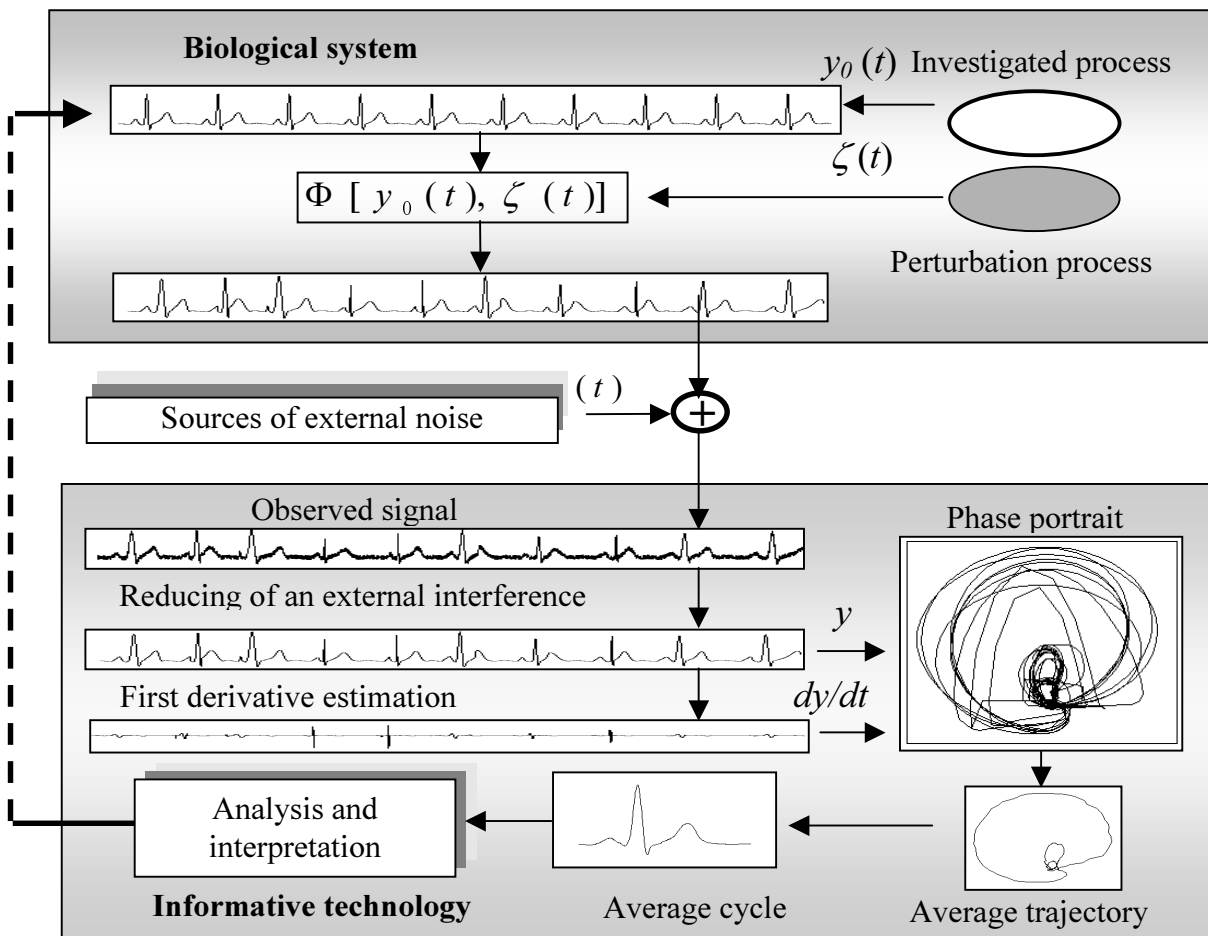 Biological system
y₀(t) Investigated process
ζ(t)
Φ [ y₀ (t), ζ (t)]
Perturbation process
(t)
Sources of external noise
+
Observed signal
Phase portrait
Reducing of an external interference
y
First derivative estimation
dy/dt
Analysis and
interpretation
Informative technology
Average cycle
Average trajectory